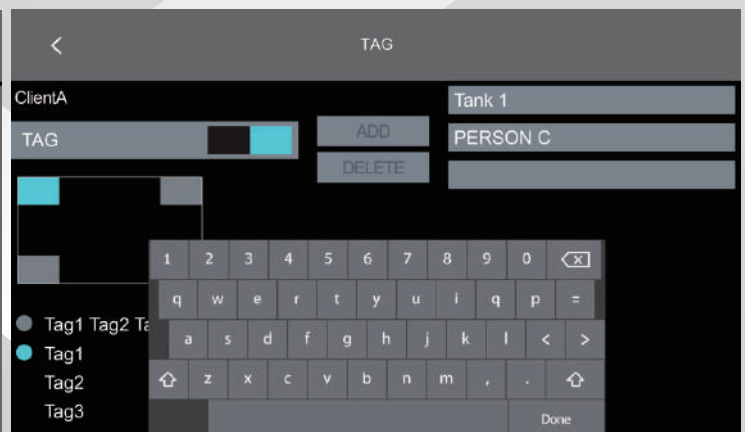 TAG
ClientA
TAG
ADD
DELETE
Tank 1
PERSON C
1 2 3 4 5 6 7 8 9 0
q w e r t y u i q p =
a s d f g h j k l < >
z x c v b n m , .
Done
Tag1 Tag2 Ta
Tag1
Tag2
Tag3